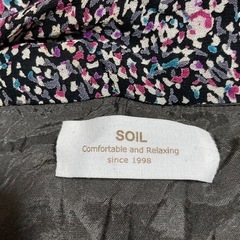 SOIL
Comfortable and Relaxing
since 1998